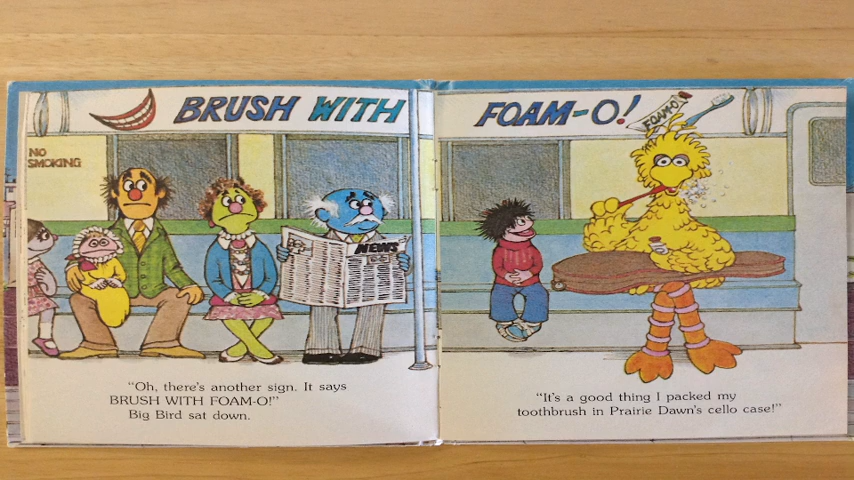 BRUSH WITH FOAM-O!
FOAM-O
NO
SMOKING
NEWS
"Oh, there's another sign. It says
BRUSH WITH FOAM-O!"
Big Bird sat down.
"It's a good thing I packed my
toothbrush in Prairie Dawn's cello case!"